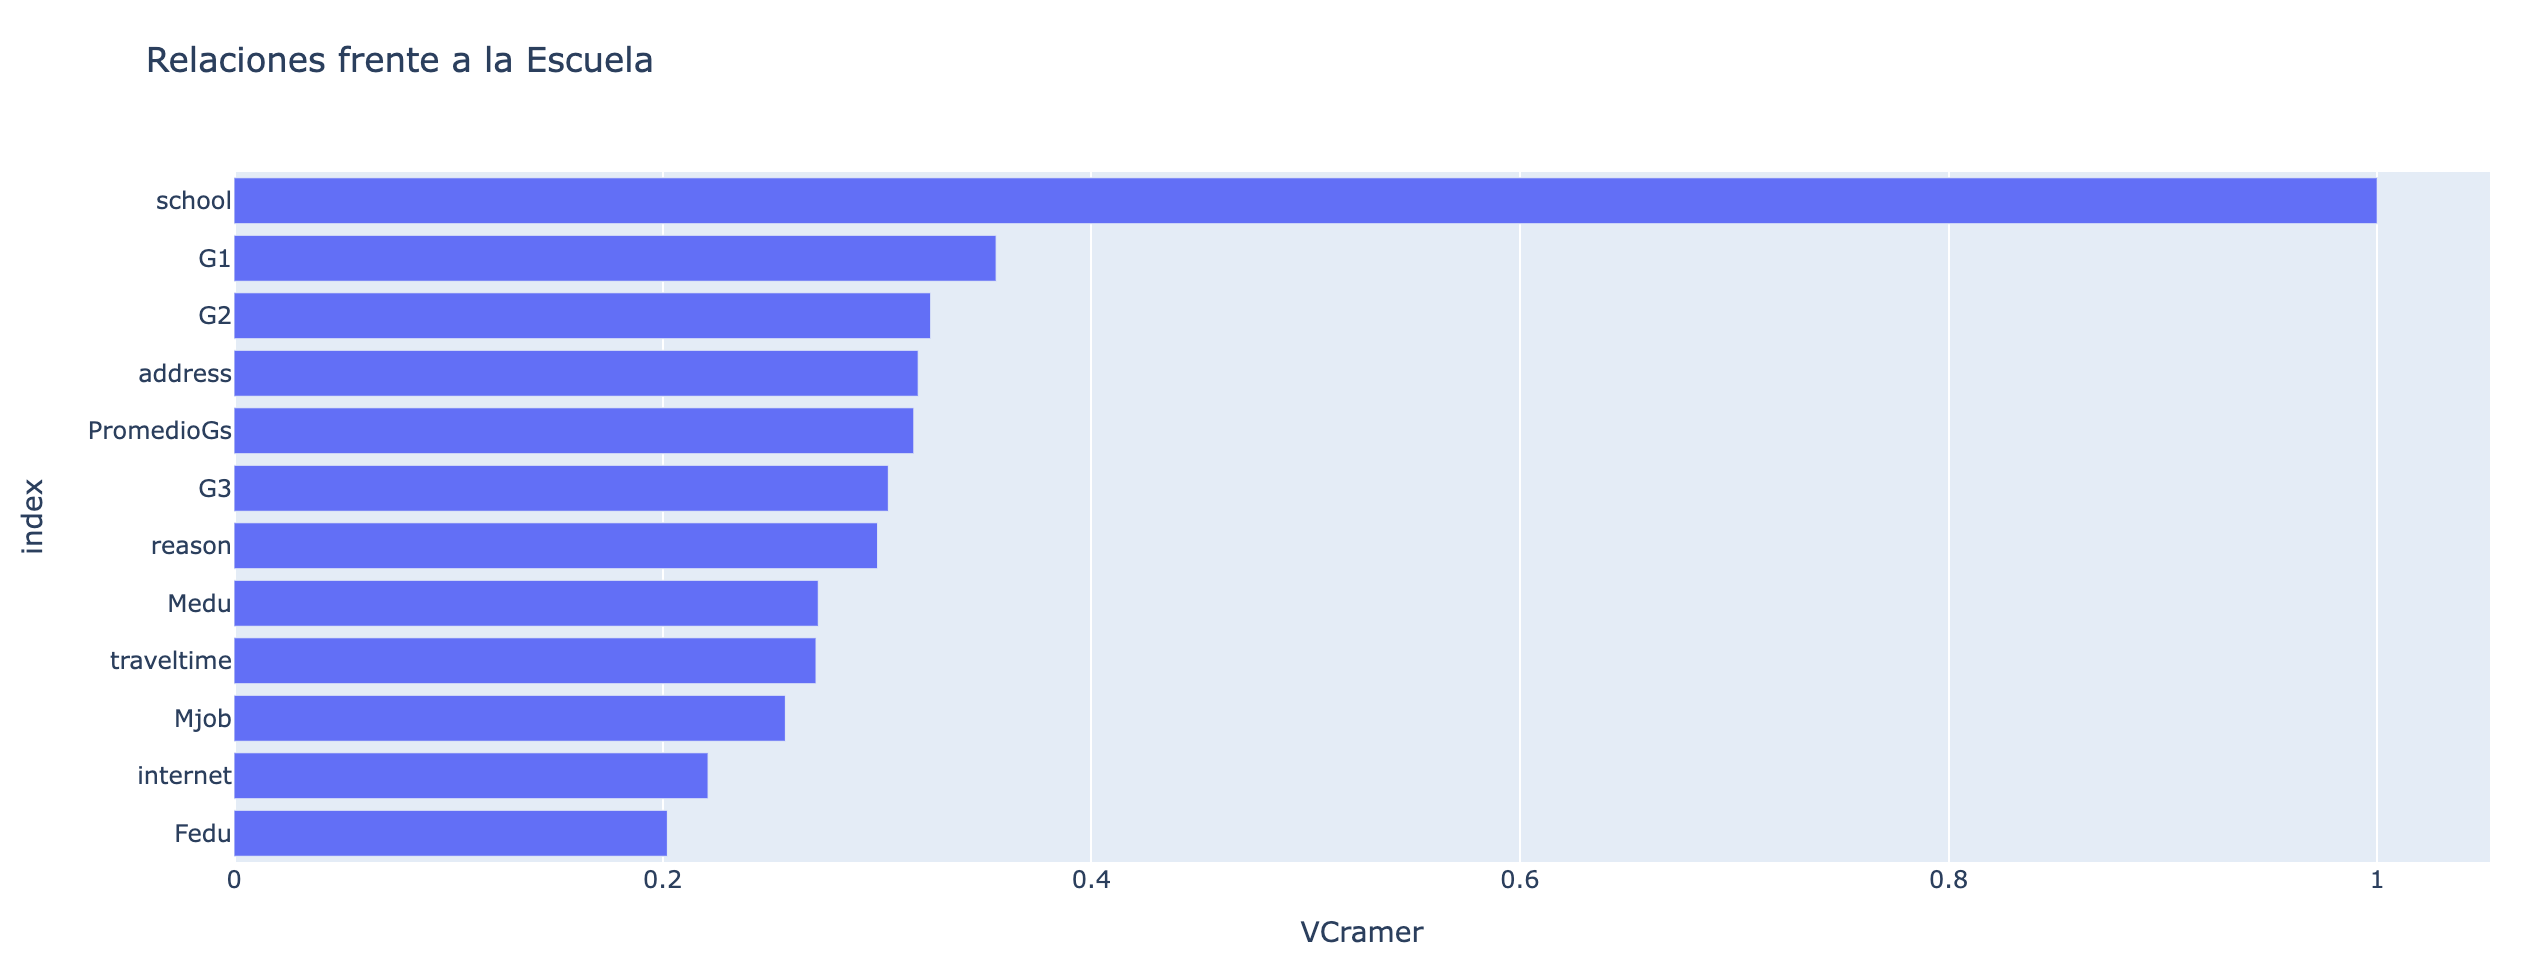 Relaciones frente a la Escuela
school
G1
G2
address
PromedioGs
G3
reason
Medu
traveltime
Mjob
internet
Fedu
index
0 0.2 0.4 0.6 0.8 1
VCramer